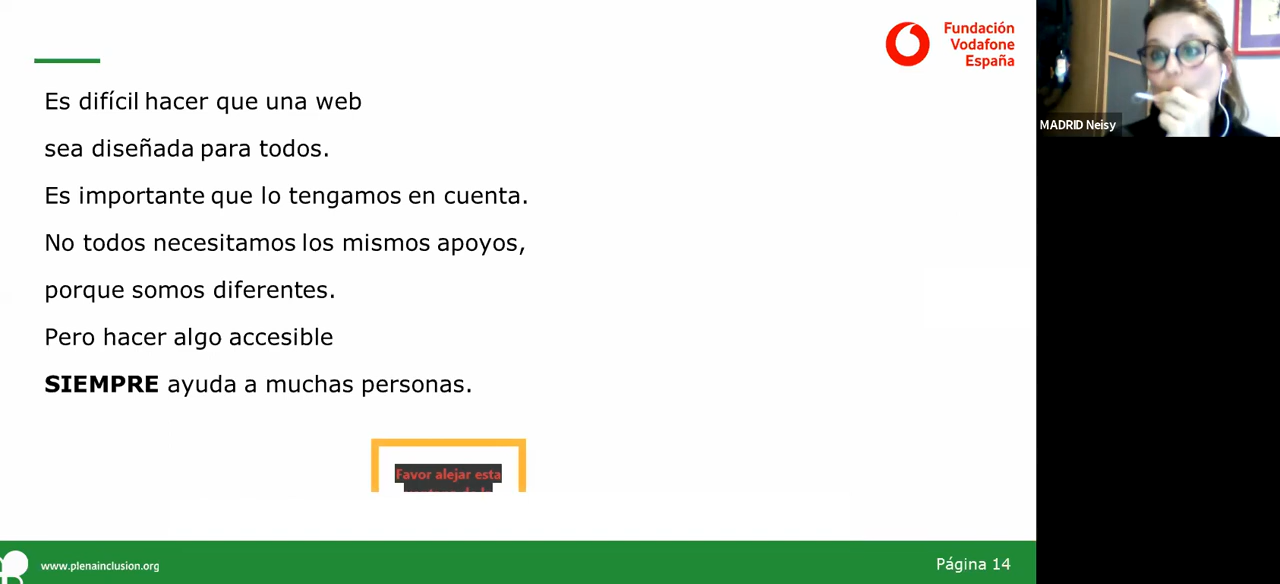 Fundación
Vodafone
España
Es difícil hacer que una web
sea diseñada para todos.
Es importante que lo tengamos en cuenta.
No todos necesitamos los mismos apoyos,
porque somos diferentes.
Pero hacer algo accesible
SIEMPRE ayuda a muchas personas.
MADRID Neisy
Favor alejar esta
www.plenainclusion.org
Página 14